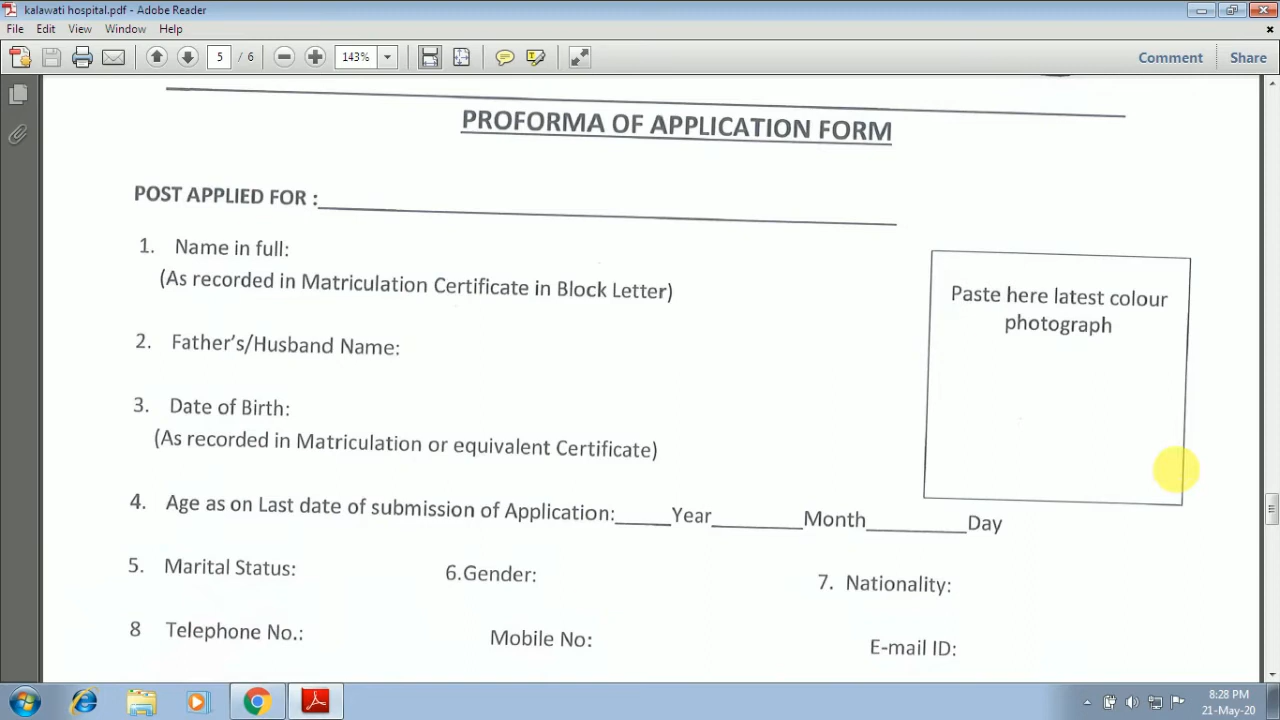 kalawati hospital.pdf - Adobe Reader
File Edit View Window Help
5 / 6 143% Comment Share
PROFORMA OF APPLICATION FORM
POST APPLIED FOR :
1. Name in full:
(As recorded in Matriculation Certificate in Block Letter)
Paste here latest colour
photograph
2. Father's/Husband Name:
3. Date of Birth:
(As recorded in Matriculation or equivalent Certificate)
4. Age as on Last date of submission of Application:_____Year________Month_________Day
5. Marital Status: 6.Gender: 7. Nationality:
8 Telephone No.: Mobile No: E-mail ID:
8:28 PM
21-May-20